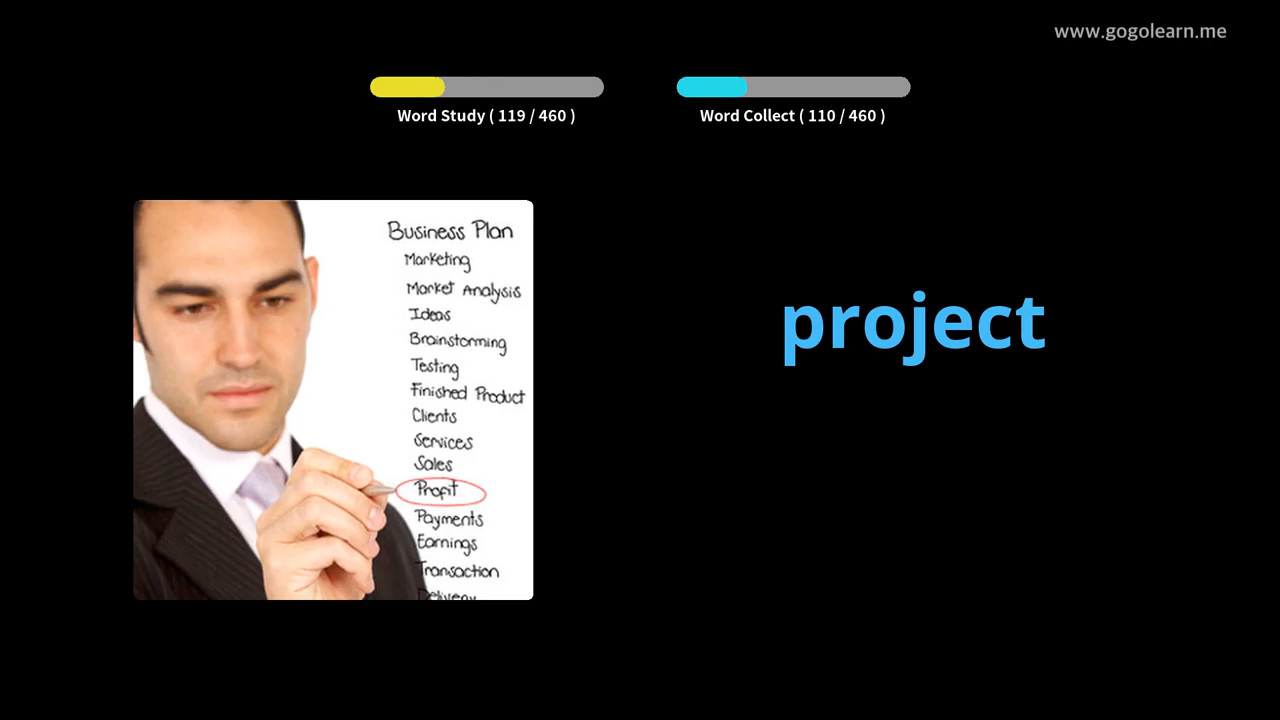 www.gogolearn.me
Word Study ( 119 / 460 )
Word Collect ( 110 / 460 )
Business Plan
Marketing
Market Analysis
Ideas
Brainstorming
Testing
Finished Product
Clients
Services
Sales
Profit
Payments
Earnings
Transaction
Delivery
project